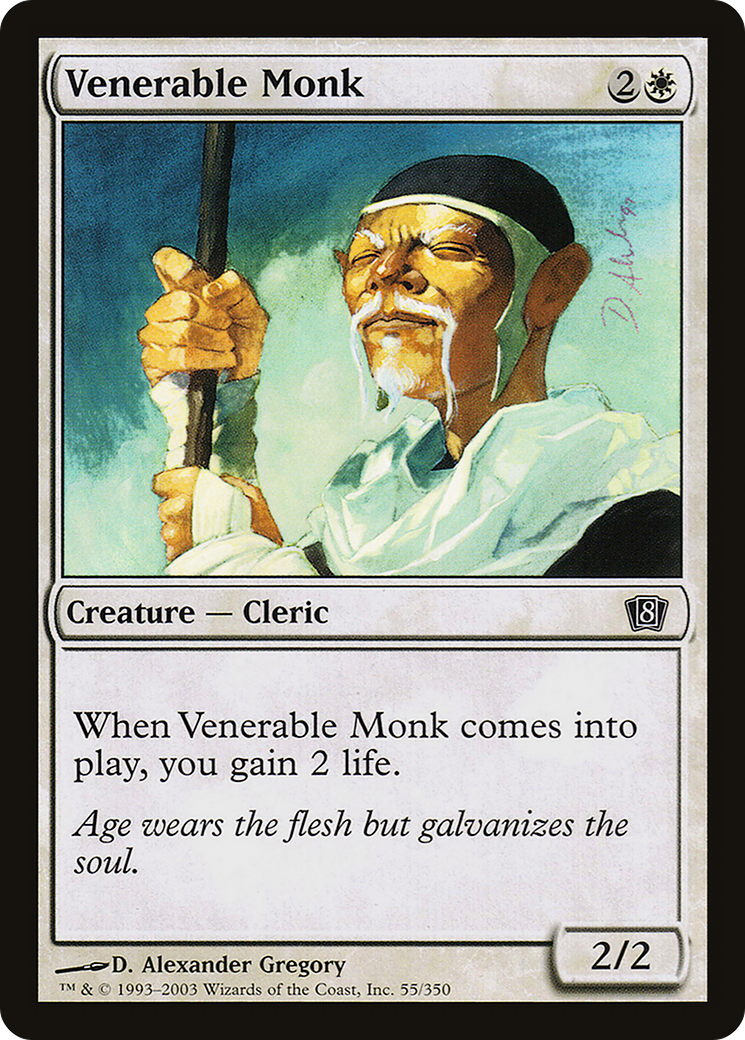 Venerable Monk 2
Creature — Cleric 8
When Venerable Monk comes into
play, you gain 2 life.
Age wears the flesh but galvanizes the
soul.
2/2
D. Alexander Gregory
™ & © 1993–2003 Wizards of the Coast, Inc. 55/350